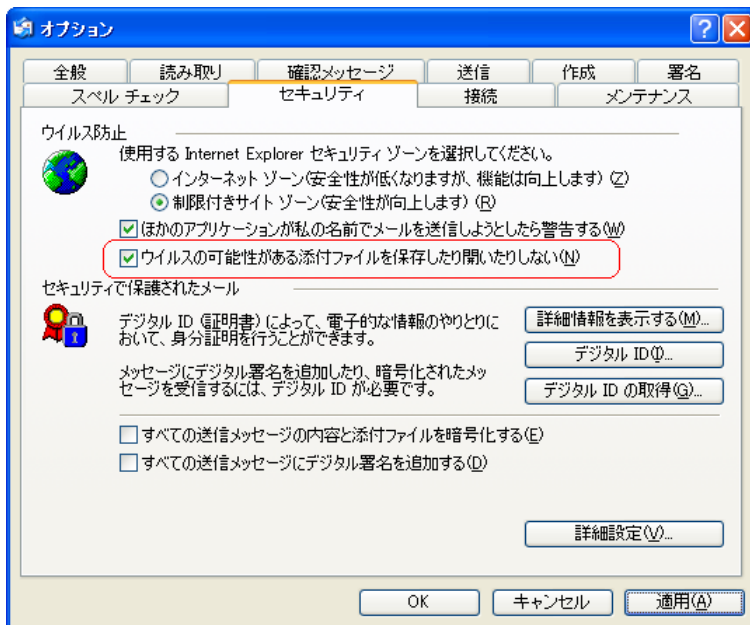 オプション
全般
読み取り
確認メッセージ
送信
作成
署名
スペル チェック
セキュリティ
接続
メンテナンス
ウイルス防止
使用する Internet Explorer セキュリティ ゾーンを選択してください。
インターネット ゾーン(安全性が低くなりますが、機能は向上します) (Z)
制限付きサイト ゾーン(安全性が向上します) (R)
ほかのアプリケーションが私の名前でメールを送信しようとしたら警告する(W)
ウイルスの可能性がある添付ファイルを保存したり開いたりしない(N)
セキュリティで保護されたメール
デジタル ID (証明書) によって、電子的な情報のやりとりに
おいて、身分証明を行うことができます。
詳細情報を表示する(M)...
デジタル ID(I)...
メッセージにデジタル署名を追加したり、暗号化されたメッ
セージを受信するには、デジタル ID が必要です。
デジタル ID の取得(G)...
すべての送信メッセージの内容と添付ファイルを暗号化する(E)
すべての送信メッセージにデジタル署名を追加する(D)
詳細設定(V)...
OK
キャンセル
適用(A)